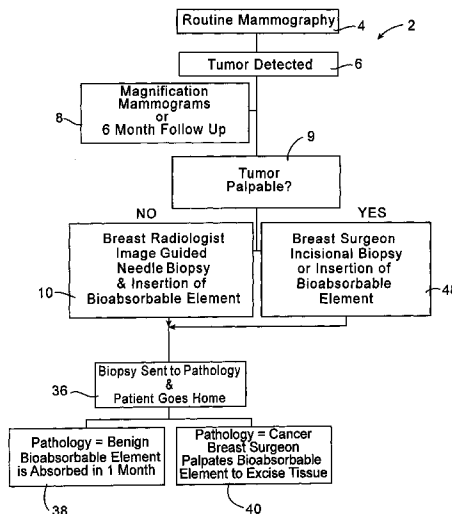 Routine Mammography
4
2
Tumor Detected
6
Magnification
Mammograms
or
6 Month Follow Up
8
9
Tumor
Palpable?
NO
YES
Breast Radiologist
Image Guided
Needle Biopsy
& Insertion of
Bioabsorbable Element
10
Breast Surgeon
Incisional Biopsy
or Insertion of
Bioabsorbable
Element
48
Biopsy Sent to Pathology
&
Patient Goes Home
36
Pathology = Benign
Bioabsorbable Element
is Absorbed in 1 Month
38
Pathology = Cancer
Breast Surgeon
Palpates Bioabsorbable
Element to Excise Tissue
40